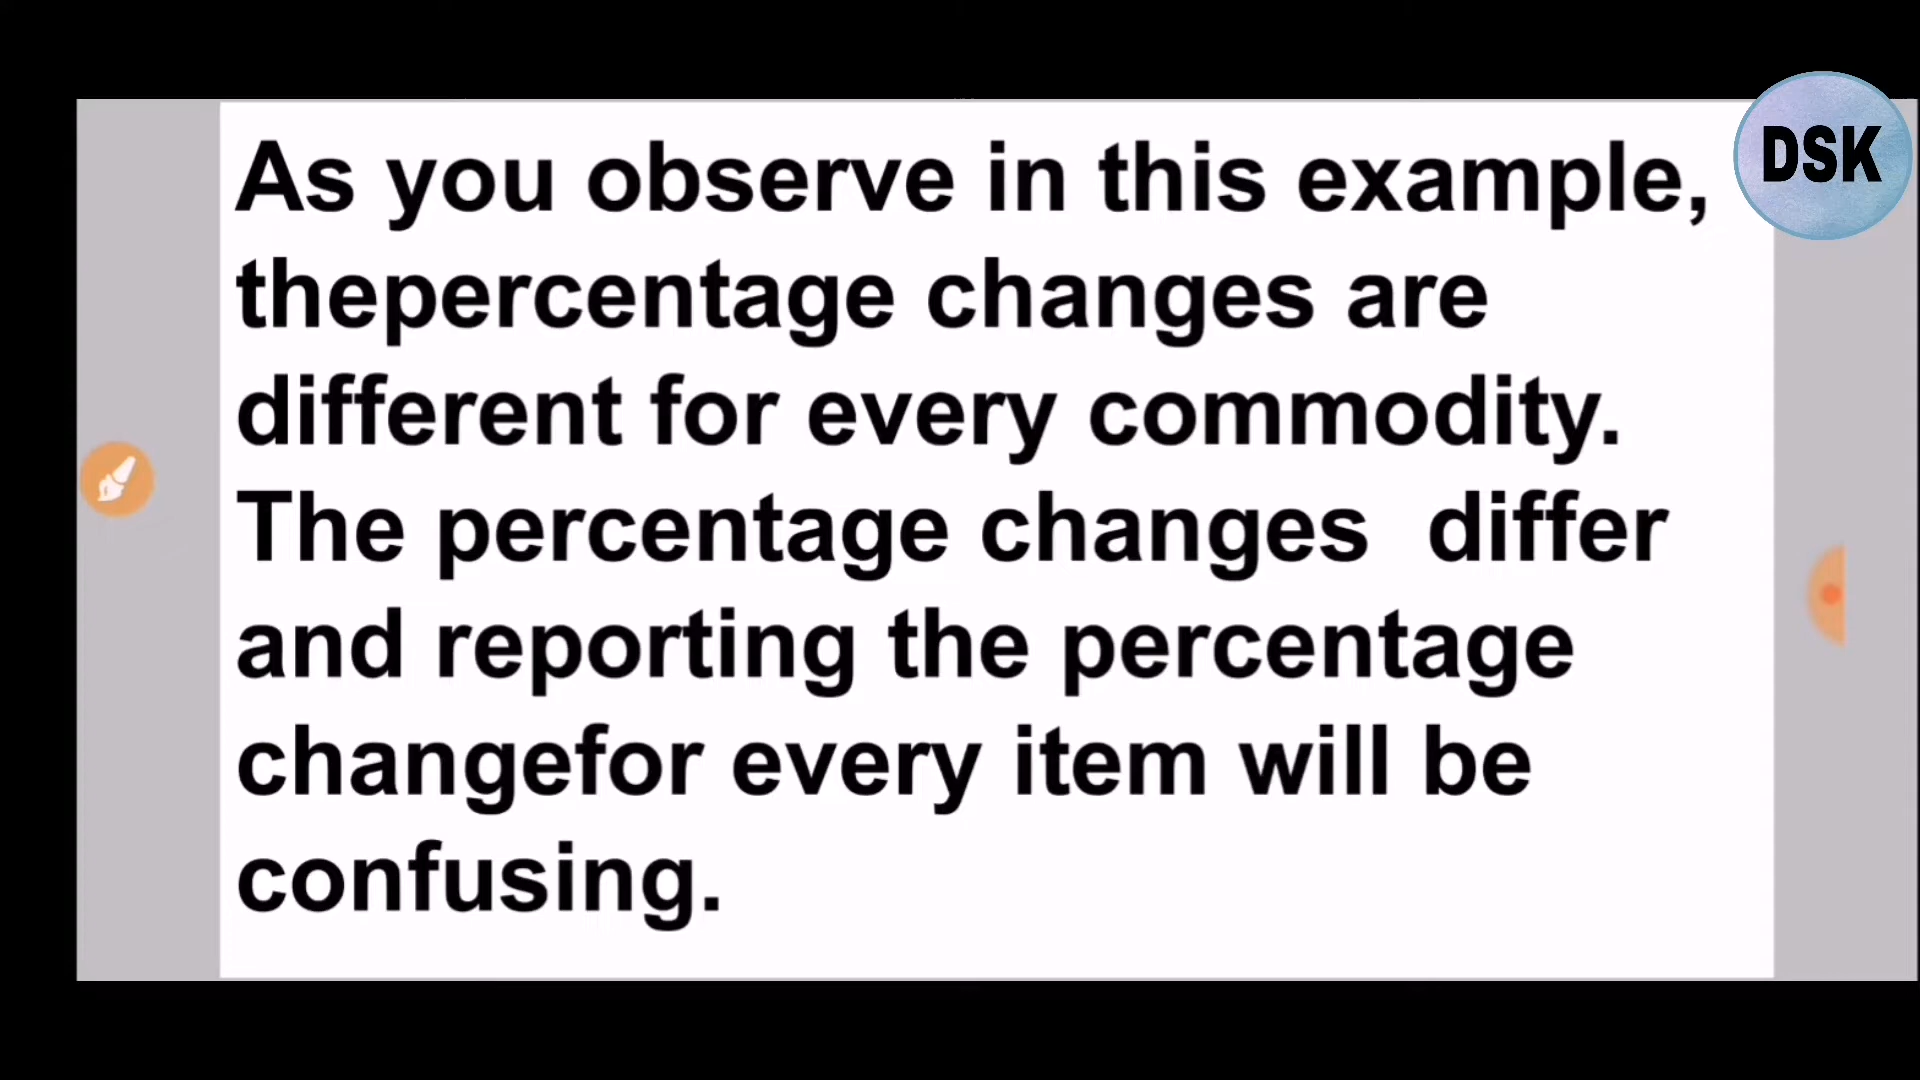 As you observe in this example,
thepercentage changes are
different for every commodity.
The percentage changes  differ
and reporting the percentage
changefor every item will be
confusing.
DSK